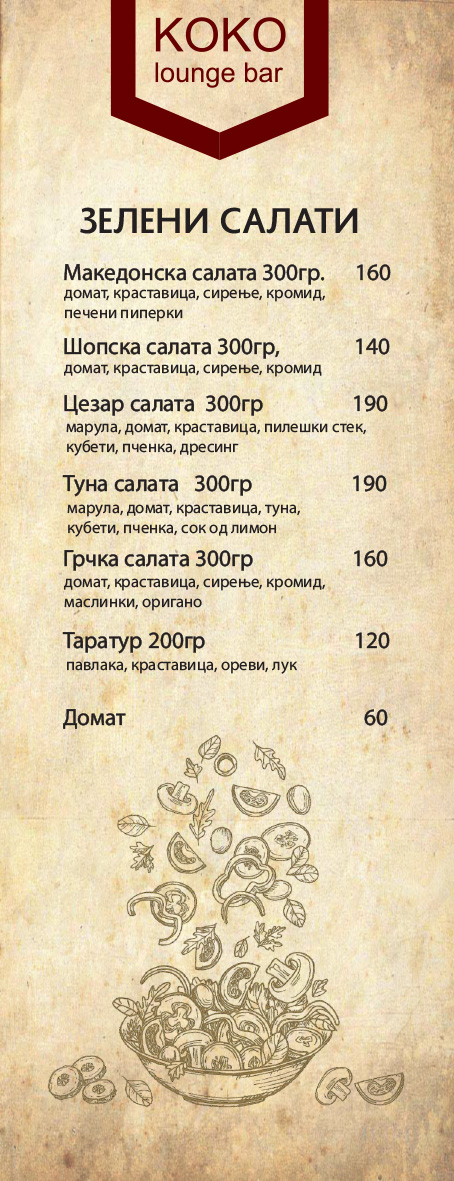 KOKO
lounge bar
ЗЕЛЕНИ САЛАТИ
Македонска салата 300гр. 160
домат, краставица, сирење, кромид,
печени пиперки
Шопска салата 300гр, 140
домат, краставица, сирење, кромид
Цезар салата 300гр 190
марула, домат, краставица, пилешки стек,
кубети, пченка, дресинг
Туна салата 300гр 190
марула, домат, краставица, туна,
кубети, пченка, сок од лимон
Грчка салата 300гр 160
домат, краставица, сирење, кромид,
маслинки, оригано
Таратур 200гр 120
павлака, краставица, ореви, лук
Домат 60